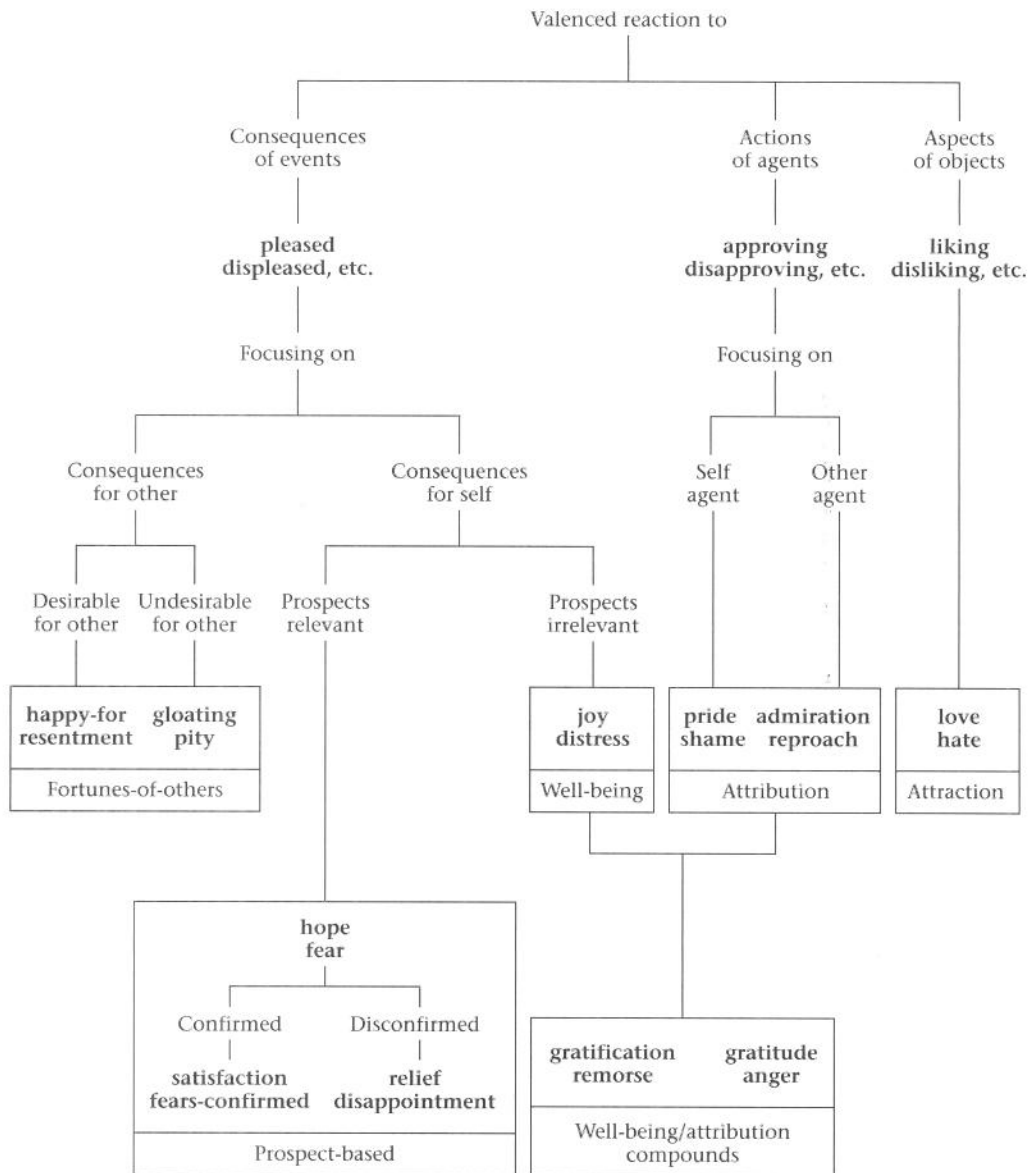 Valenced reaction to
Consequences
of events
Actions
of agents
Aspects
of objects
pleased
displeased, etc.
approving
disapproving, etc.
liking
disliking, etc.
Focusing on
Focusing on
Consequences
for other
Consequences
for self
Self
agent
Other
agent
Desirable
for other
Undesirable
for other
Prospects
relevant
Prospects
irrelevant
happy-for
resentment
gloating
pity
Fortunes-of-others
joy
distress
Well-being
pride
shame
admiration
reproach
Attribution
love
hate
Attraction
hope
fear
Confirmed
Disconfirmed
satisfaction
fears-confirmed
relief
disappointment
Prospect-based
gratification
remorse
gratitude
anger
Well-being/attribution
compounds